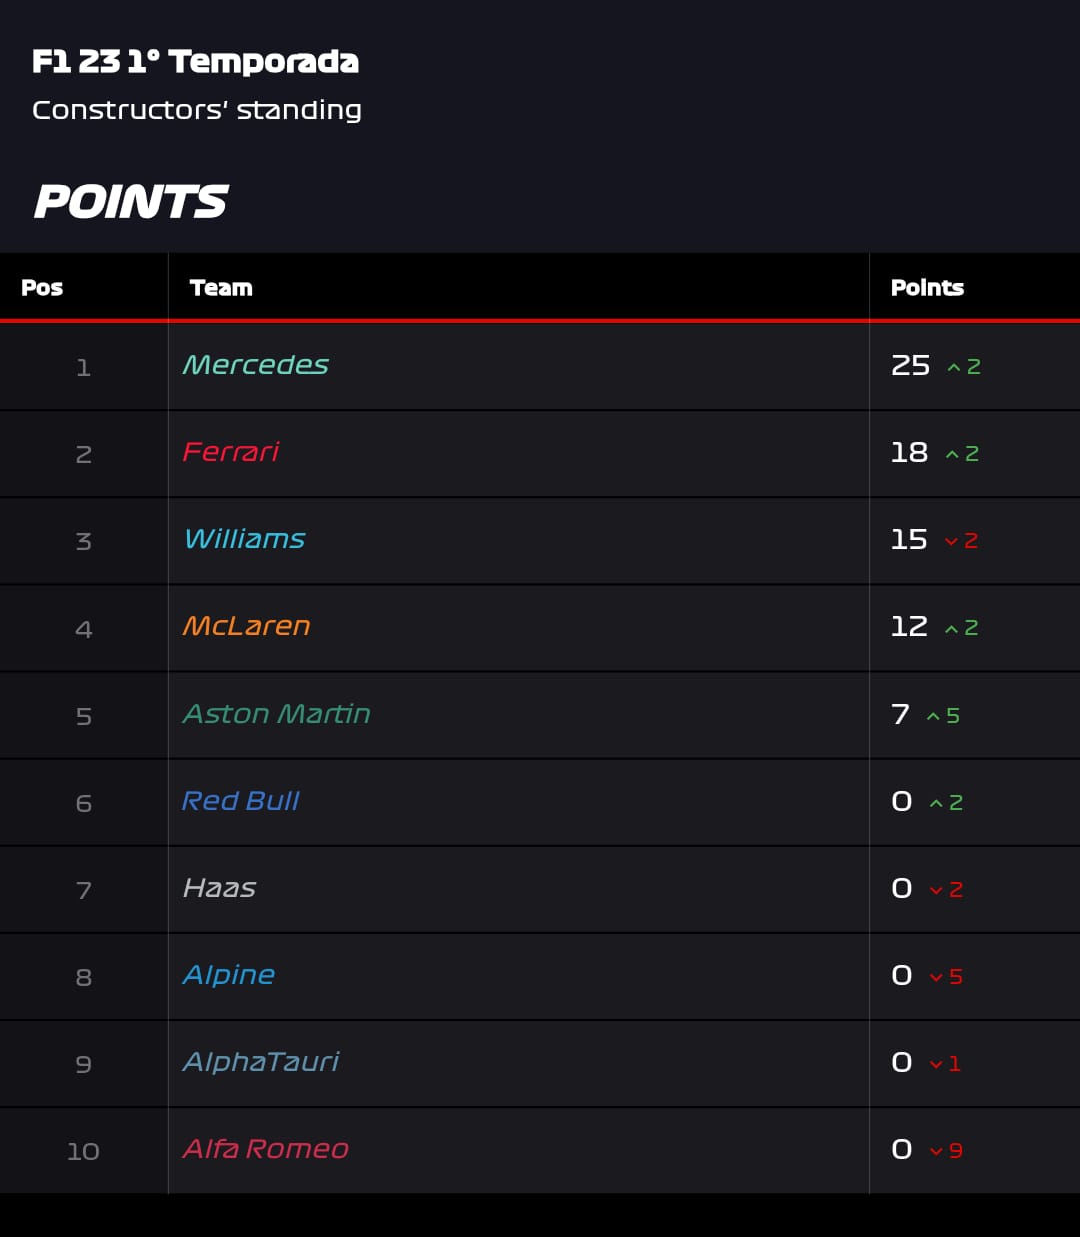 F1 23 1° Temporada
Constructors' standing
POINTS
Pos Team Points
1 Mercedes 25 2
2 Ferrari 18 2
3 Williams 15 2
4 McLaren 12 2
5 Aston Martin 7 5
6 Red Bull 0 2
7 Haas 0 2
8 Alpine 0 5
9 AlphaTauri 0 1
10 Alfa Romeo 0 9